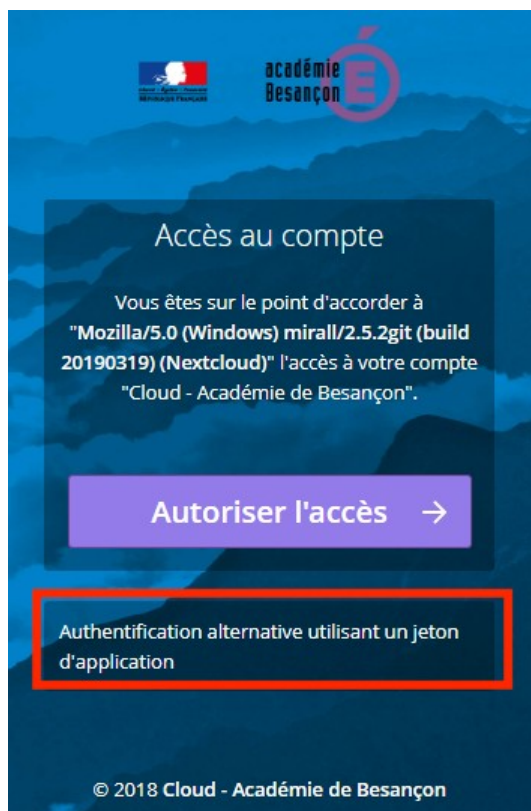 académie
Besançon
RÉPUBLIQUE FRANÇAISE
Accès au compte
Vous êtes sur le point d'accorder à
"Mozilla/5.0 (Windows) mirall/2.5.2git (build
20190319) (Nextcloud)" l'accès à votre compte
"Cloud - Académie de Besançon".
Autoriser l'accès →
Authentification alternative utilisant un jeton
d'application
© 2018 Cloud - Académie de Besançon